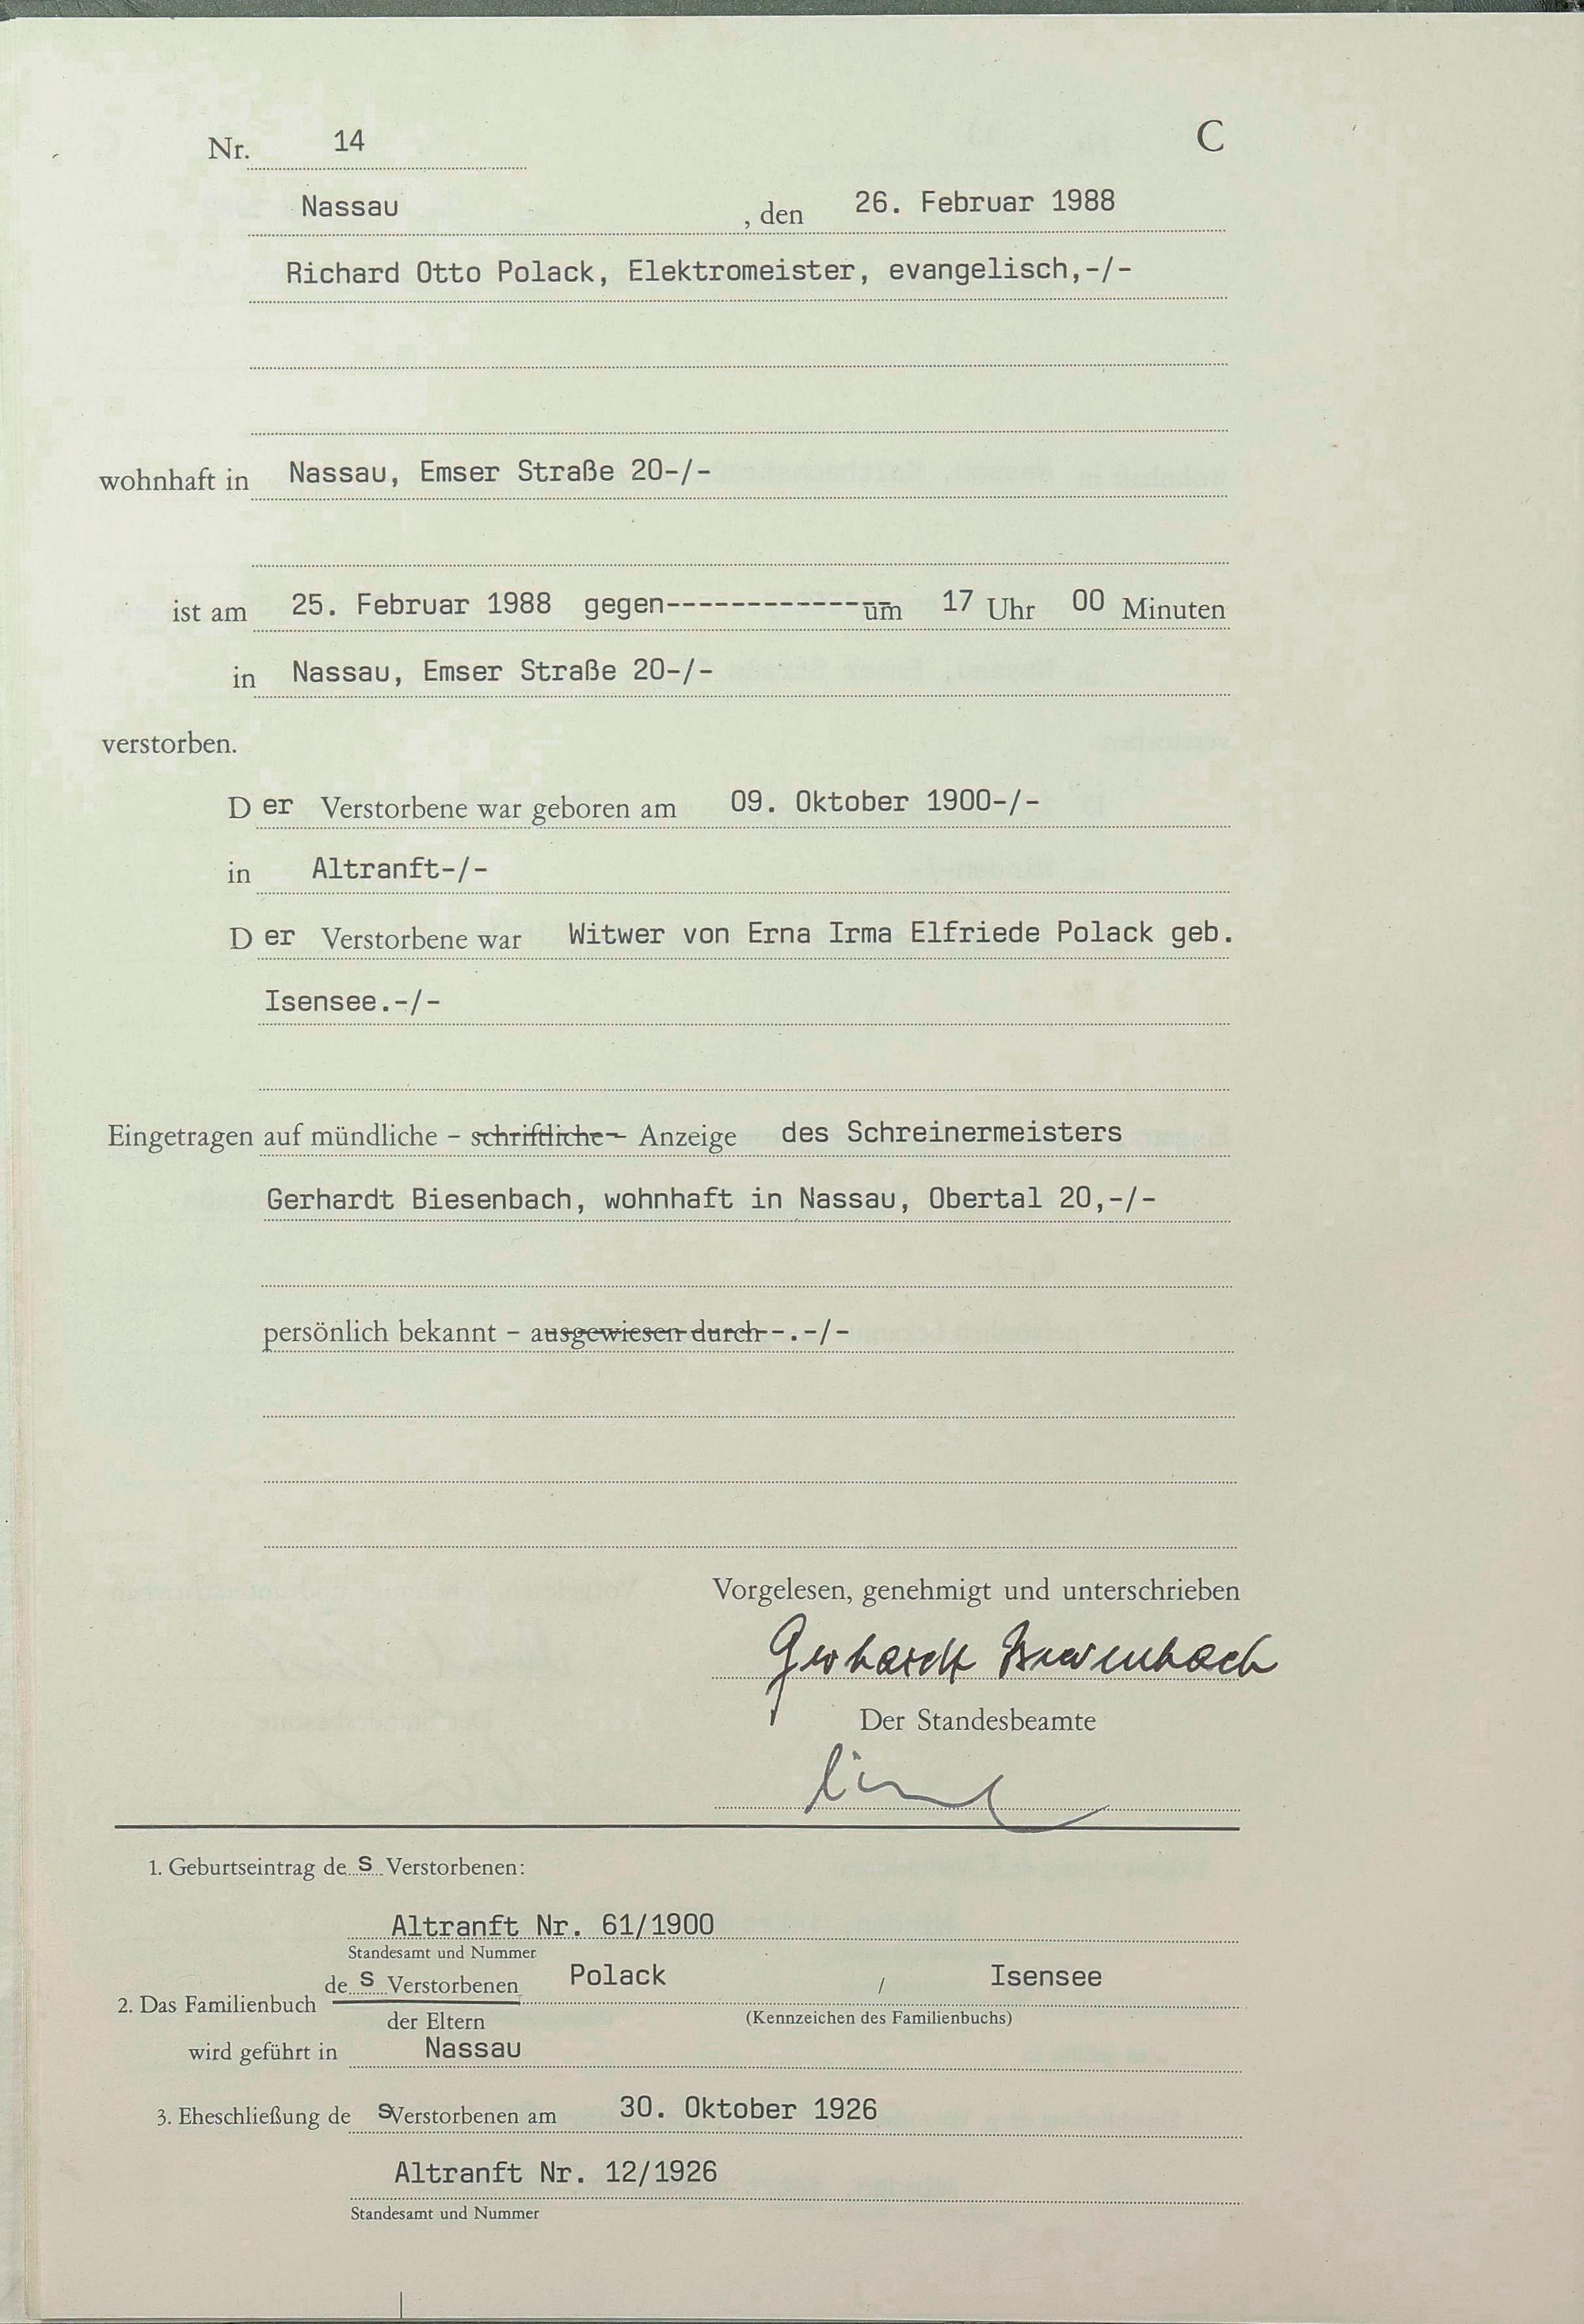 Nr. 14 C
Nassau , den 26. Februar 1988
Richard Otto Polack, Elektromeister, evangelisch,-/-
wohnhaft in Nassau, Emser Straße 20-/-
ist am 25. Februar 1988 gegen------------um 17 Uhr 00 Minuten
in Nassau, Emser Straße 20-/-
verstorben.
D er Verstorbene war geboren am 09. Oktober 1900-/-
in Altranft-/-
D er Verstorbene war Witwer von Erna Irma Elfriede Polack geb.
Isensee.-/-
Eingetragen auf mündliche – schriftliche – Anzeige des Schreinermeisters
Gerhardt Biesenbach, wohnhaft in Nassau, Obertal 20,-/-
persönlich bekannt – ausgewiesen durch -.-/-
Vorgelesen, genehmigt und unterschrieben
Gerhardt Biesenbach
Der Standesbeamte
1. Geburtseintrag de s Verstorbenen:
Altranft Nr. 61/1900
Standesamt und Nummer
de s Verstorbenen Polack / Isensee
2. Das Familienbuch
der Eltern (Kennzeichen des Familienbuchs)
wird geführt in Nassau
3. Eheschließung de s Verstorbenen am 30. Oktober 1926
Altranft Nr. 12/1926
Standesamt und Nummer